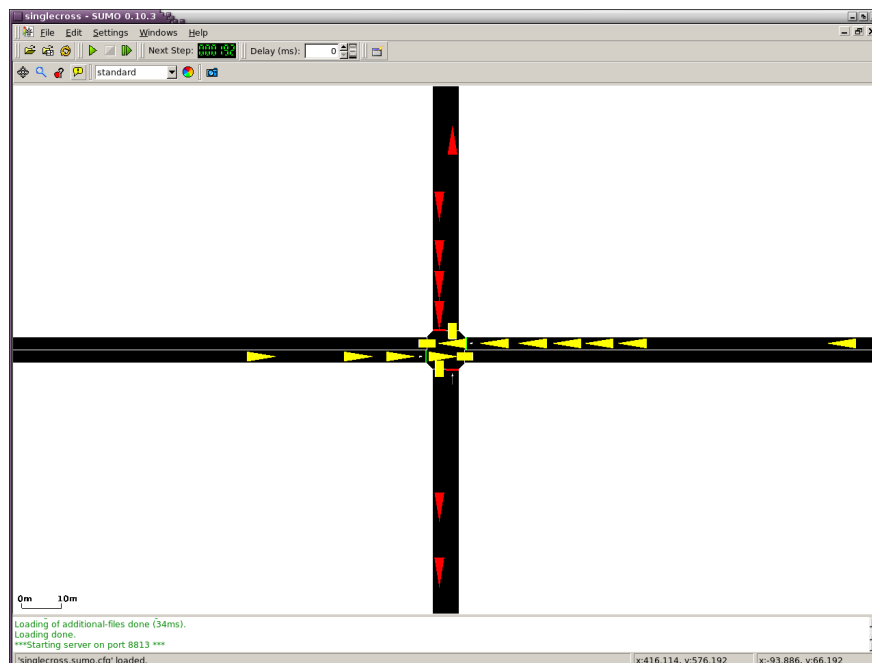 singlecross - SUMO 0.10.3
File Edit Settings Windows Help
Next Step: 000192 Delay (ms): 0
standard
0m 10m
Loading of additional-files done (34ms).
Loading done.
***Starting server on port 8813 ***
'singlecross.sumo.cfg' loaded. x:416.114, y:576.192 x:-93.886, y:66.192